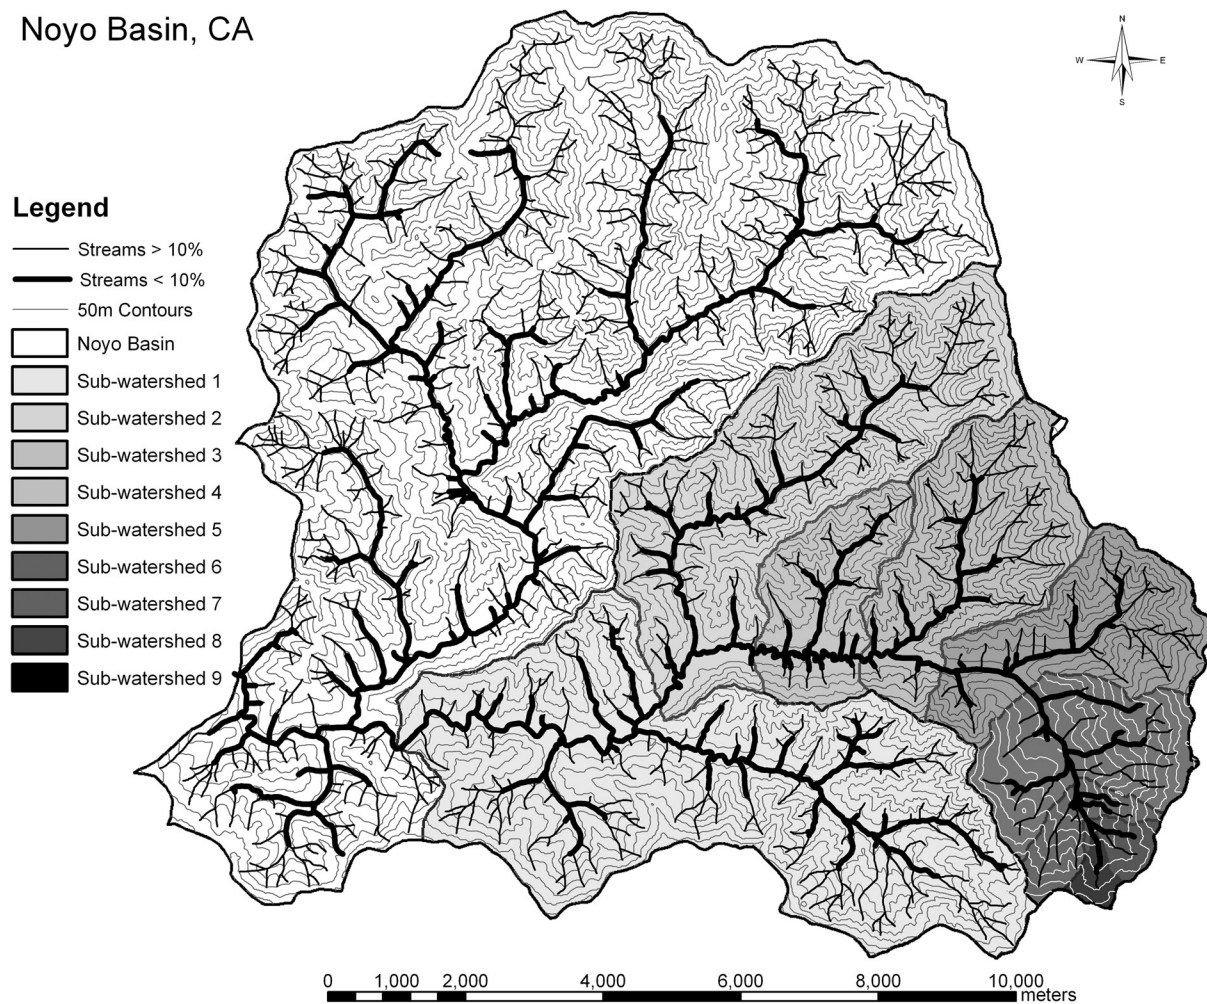 Noyo Basin, CA
N
W E
S
Legend
Streams > 10%
Streams < 10%
50m Contours
Noyo Basin
Sub-watershed 1
Sub-watershed 2
Sub-watershed 3
Sub-watershed 4
Sub-watershed 5
Sub-watershed 6
Sub-watershed 7
Sub-watershed 8
Sub-watershed 9
0 1,000 2,000 4,000 6,000 8,000 10,000
meters